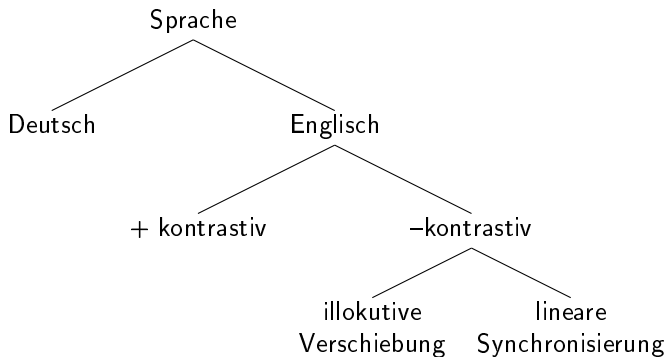 Sprache
Deutsch
Englisch
+ kontrastiv
–kontrastiv
illokutive
Verschiebung
lineare
Synchronisierung